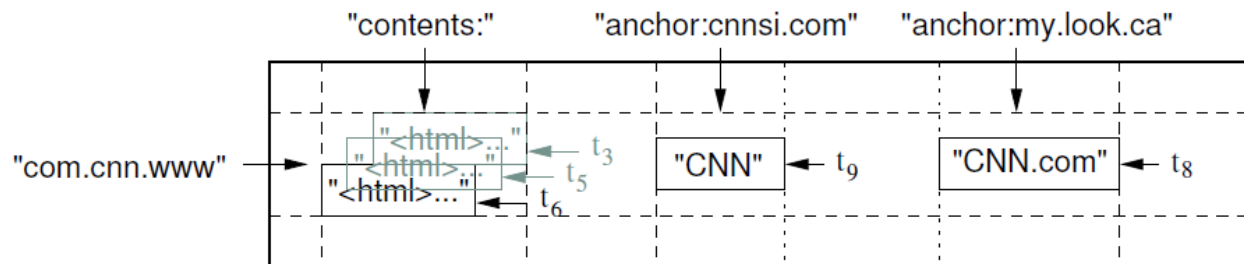 "contents:" "anchor:cnnsi.com" "anchor:my.look.ca"
"<html>..." t3
"com.cnn.www" "<html>..." t5 "CNN" t9 "CNN.com" t8
"<html>..." t6